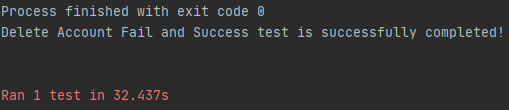 Process finished with exit code 0
Delete Account Fail and Success test is successfully completed!
Ran 1 test in 32.437s